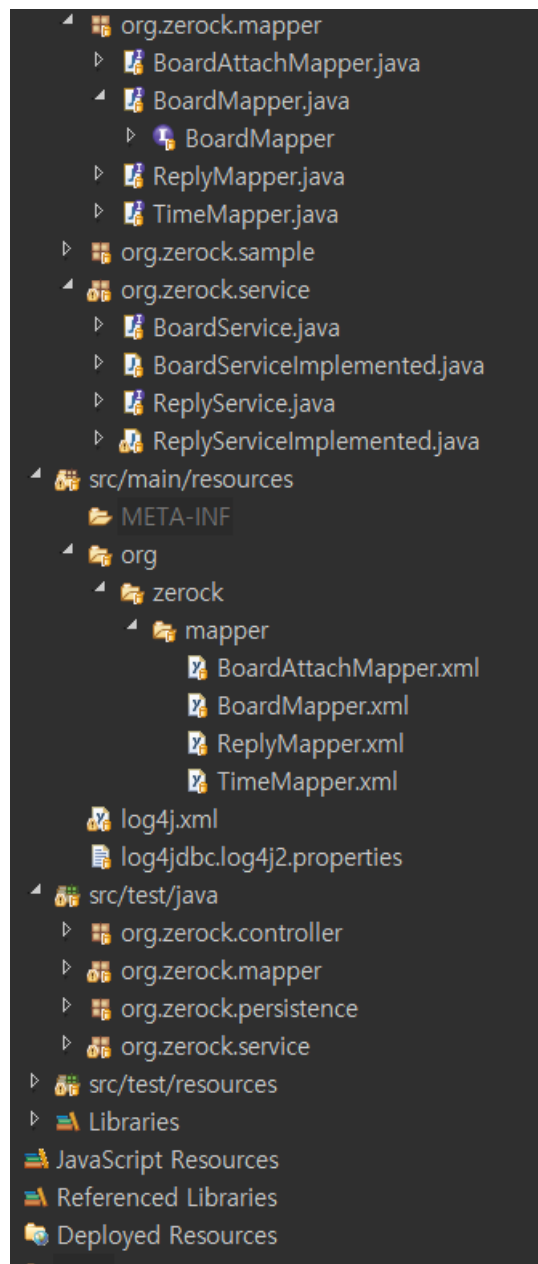 org.zerock.mapper
BoardAttachMapper.java
BoardMapper.java
BoardMapper
ReplyMapper.java
TimeMapper.java
org.zerock.sample
org.zerock.service
BoardService.java
BoardServiceImplemented.java
ReplyService.java
ReplyServiceImplemented.java
src/main/resources
META-INF
org
zerock
mapper
BoardAttachMapper.xml
BoardMapper.xml
ReplyMapper.xml
TimeMapper.xml
log4j.xml
log4jdbc.log4j2.properties
src/test/java
org.zerock.controller
org.zerock.mapper
org.zerock.persistence
org.zerock.service
src/test/resources
Libraries
JavaScript Resources
Referenced Libraries
Deployed Resources